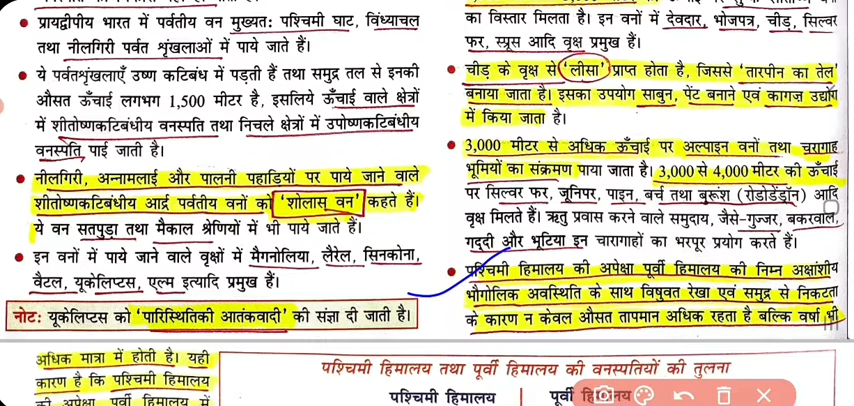 प्रायद्वीपीय भारत में पर्वतीय वन मुख्यतः पश्चिमी घाट, विंध्याचल
तथा नीलगिरी पर्वत शृंखलाओं में पाये जाते हैं।
ये पर्वतशृंखलाएँ उष्ण कटिबंध में पड़ती हैं तथा समुद्र तल से इनकी
औसत ऊँचाई लगभग 1,500 मीटर है, इसलिये ऊँचाई वाले क्षेत्रों
में शीतोष्णकटिबंधीय वनस्पति तथा निचले क्षेत्रों में उपोष्णकटिबंधीय
वनस्पति पाई जाती है।
नीलगिरी, अन्नामलाई और पालनी पहाड़ियों पर पाये जाने वाले
शीतोष्णकटिबंधीय आर्द्र पर्वतीय वनों को 'शोलास वन' कहते हैं।
ये वन सतपुड़ा तथा मैकाल श्रेणियों में भी पाये जाते हैं।
इन वनों में पाये जाने वाले वृक्षों में मैगनोलिया, लैरेल, सिनकोना,
वैटल, यूकेलिप्टस, एल्म इत्यादि प्रमुख हैं।
नोट: यूकेलिप्टस को 'पारिस्थितिकी आतंकवादी' की संज्ञा दी जाती है।
अधिक मात्रा में होती है। यही
कारण है कि पश्चिमी हिमालय
की अपेक्षा पूर्वी हिमालय में
का विस्तार मिलता है। इन वनों में देवदार, भोजपत्र, चीड़, सिल्वर
फर, स्प्रूस आदि वृक्ष प्रमुख हैं।
चीड़ के वृक्ष से 'लीसा' प्राप्त होता है, जिससे 'तारपीन का तेल'
बनाया जाता है। इसका उपयोग साबुन, पेंट बनाने एवं कागज़ उद्योग
में किया जाता है।
3,000 मीटर से अधिक ऊँचाई पर अल्पाइन वनों तथा चरागाह
भूमियों का संक्रमण पाया जाता है। 3,000 से 4,000 मीटर की ऊँचाई
पर सिल्वर फर, जूनिपर, पाइन, बर्च तथा बुरूंश (रोडोडेंड्रॉन) आदि
वृक्ष मिलते हैं। ऋतु प्रवास करने वाले समुदाय, जैसे-गुज्जर, बकरवाल,
गद्दी और भूटिया इन चारागाहों का भरपूर प्रयोग करते हैं।
पश्चिमी हिमालय की अपेक्षा पूर्वी हिमालय की निम्न अक्षांशीय
भौगोलिक अवस्थिति के साथ विषुवत रेखा एवं समुद्र से निकटता
के कारण न केवल औसत तापमान अधिक रहता है बल्कि वर्षा भी
पश्चिमी हिमालय तथा पूर्वी हिमालय की वनस्पतियों की तुलना
पश्चिमी हिमालय
पूर्वी